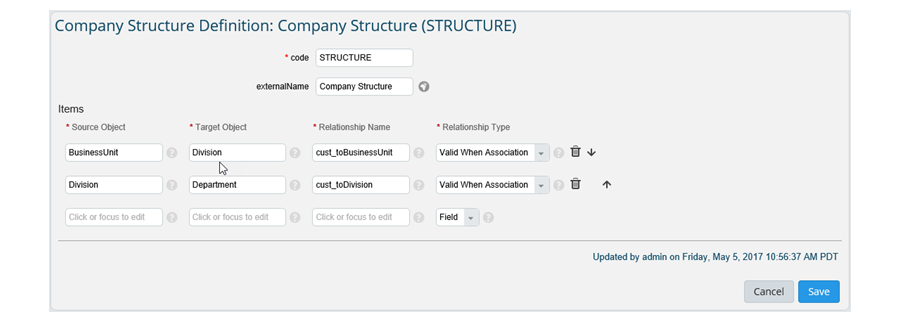 Company Structure Definition: Company Structure (STRUCTURE)
* code STRUCTURE
externalName Company Structure
Items
* Source Object * Target Object * Relationship Name * Relationship Type
BusinessUnit Division cust_toBusinessUnit Valid When Association
Division Department cust_toDivision Valid When Association
Click or focus to edit Click or focus to edit Click or focus to edit Field
Updated by admin on Friday, May 5, 2017 10:56:37 AM PDT
Cancel Save